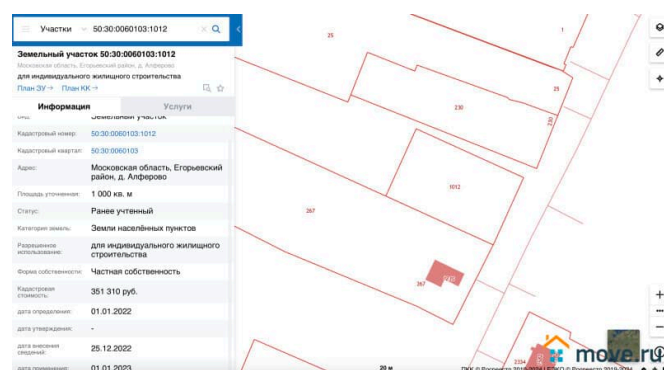 Участки 50:30:0060103:1012
Земельный участок 50:30:0060103:1012
Московская область, Егорьевский район, д. Алферово
для индивидуального жилищного строительства
План ЗУ → План КК →
Информация Услуги
Земельный участок
Кадастровый номер: 50:30:0060103:1012
Кадастровый квартал: 50:30:0060103
Адрес: Московская область, Егорьевский
район, д. Алферово
Площадь уточненная: 1 000 кв. м
Статус: Ранее учтенный
Категория земель: Земли населённых пунктов
Разрешенное
использование: для индивидуального жилищного
строительства
Форма собственности: Частная собственность
Кадастровая
стоимость: 351 310 руб.
дата определения: 01.01.2022
дата утверждения: -
дата внесения
сведений: 25.12.2022
дата применения: 01.01.2023
25
1
25
230
230
1012
267
367
2334
20 м
move.ru